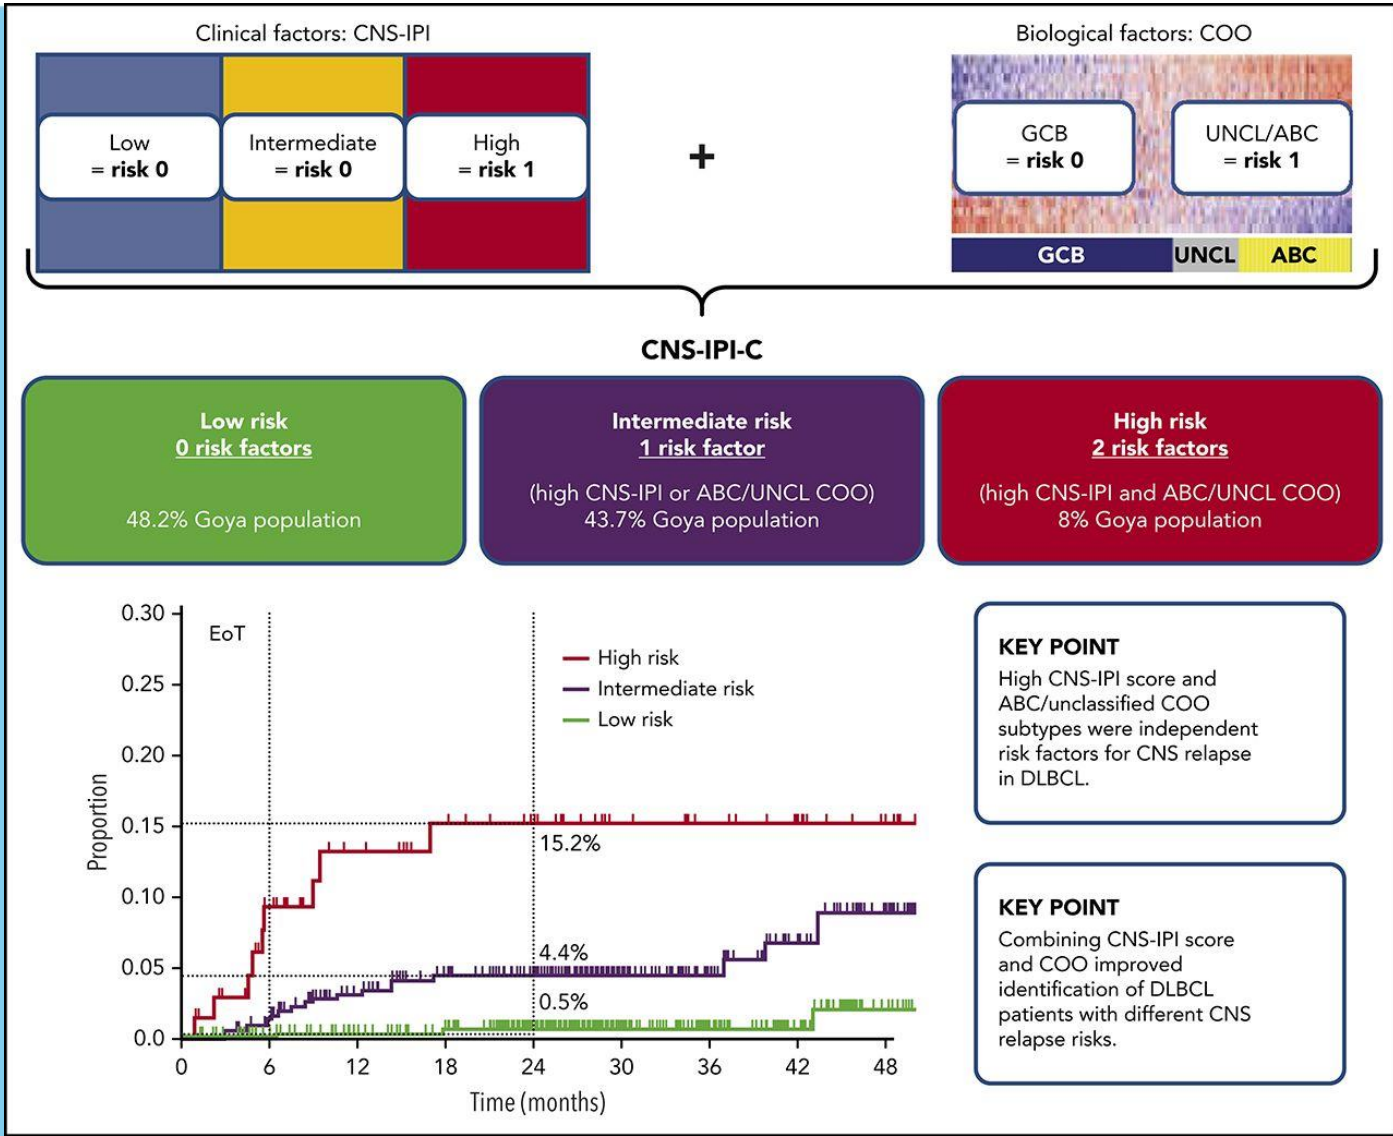 Clinical factors: CNS-IPI
Biological factors: COO
Low
= risk 0
Intermediate
= risk 0
High
= risk 1
+
GCB
= risk 0
UNCL/ABC
= risk 1
GCB
UNCL
ABC
CNS-IPI-C
Low risk
0 risk factors
48.2% Goya population
Intermediate risk
1 risk factor
(high CNS-IPI or ABC/UNCL COO)
43.7% Goya population
High risk
2 risk factors
(high CNS-IPI and ABC/UNCL COO)
8% Goya population
0.30
0.25
0.20
0.15
0.10
0.05
0.0
Proportion
EoT
High risk
Intermediate risk
Low risk
15.2%
4.4%
0.5%
0
6
12
18
24
30
36
42
48
Time (months)
KEY POINT
High CNS-IPI score and
ABC/unclassified COO
subtypes were independent
risk factors for CNS relapse
in DLBCL.
KEY POINT
Combining CNS-IPI score
and COO improved
identification of DLBCL
patients with different CNS
relapse risks.